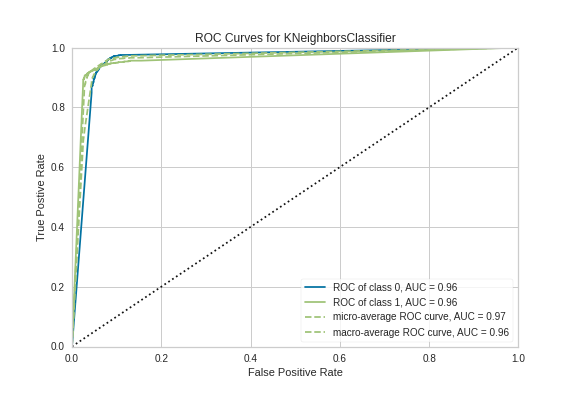 ROC Curves for KNeighborsClassifier
1.0
0.8
0.6
0.4
0.2
0.0
True Postive Rate
ROC of class 0, AUC = 0.96
ROC of class 1, AUC = 0.96
micro-average ROC curve, AUC = 0.97
macro-average ROC curve, AUC = 0.96
0.0 0.2 0.4 0.6 0.8 1.0
False Positive Rate